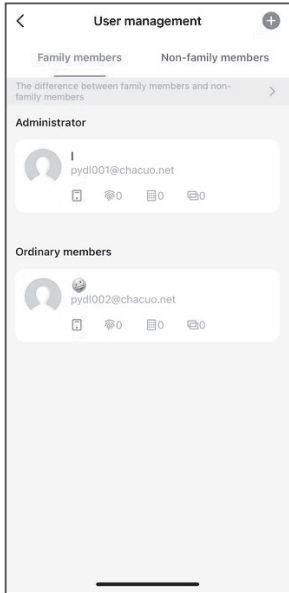 User management
Family members Non-family members
The difference between family members and non-
family members
Administrator
l
pydl001@chacuo.net
0 0 0
Ordinary members
pydl002@chacuo.net
0 0 0